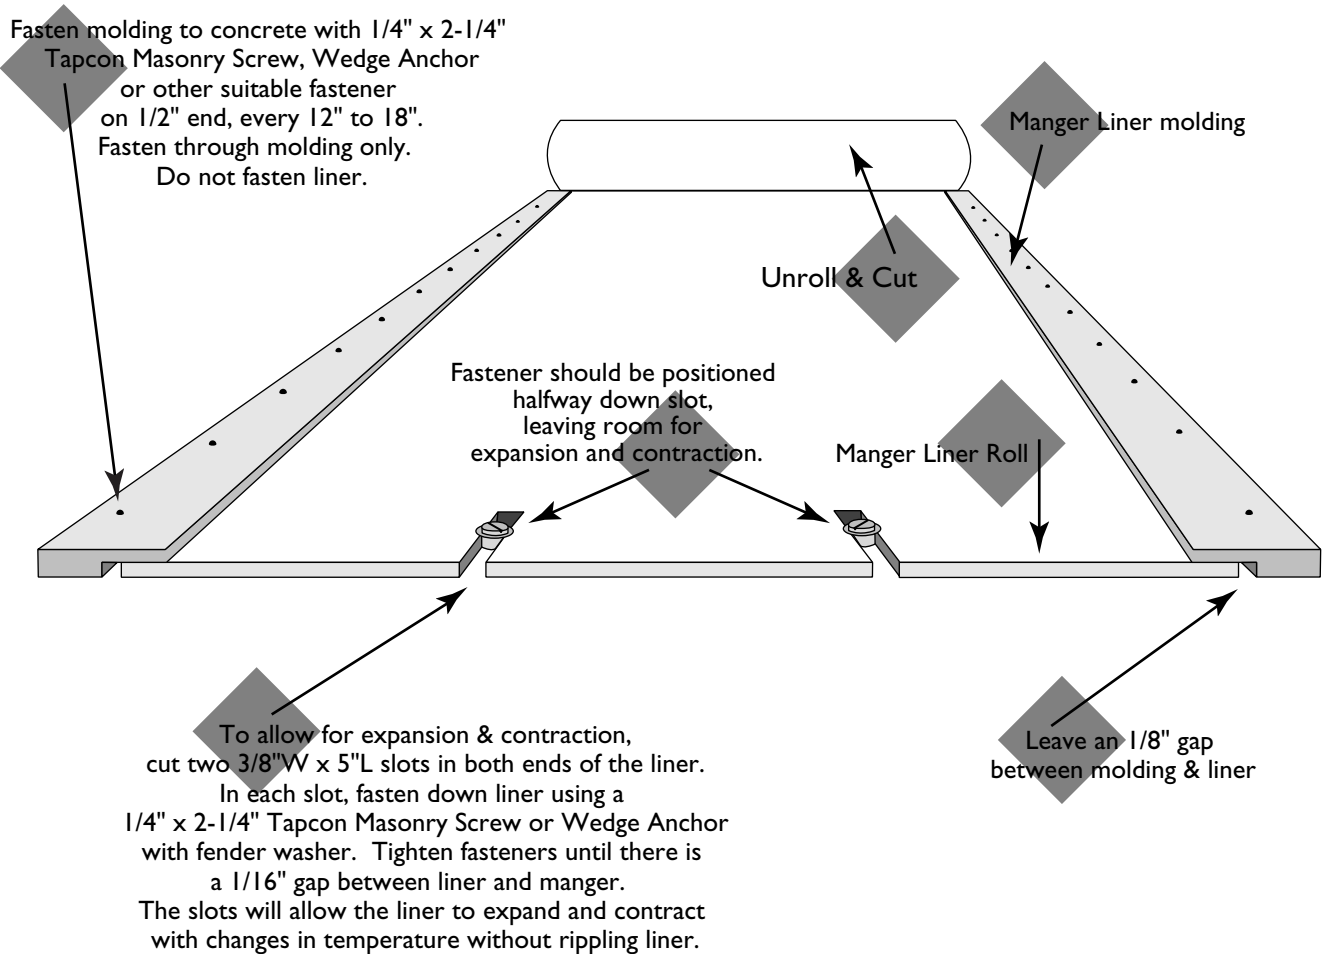 Fasten molding to concrete with 1/4" x 2-1/4"
Tapcon Masonry Screw, Wedge Anchor
or other suitable fastener
on 1/2" end, every 12" to 18".
Fasten through molding only.
Do not fasten liner.
Manger Liner molding
Unroll & Cut
Fastener should be positioned
halfway down slot,
leaving room for
expansion and contraction.
Manger Liner Roll
To allow for expansion & contraction,
cut two 3/8"W x 5"L slots in both ends of the liner.
In each slot, fasten down liner using a
1/4" x 2-1/4" Tapcon Masonry Screw or Wedge Anchor
with fender washer.  Tighten fasteners until there is
a 1/16" gap between liner and manger.
The slots will allow the liner to expand and contract
with changes in temperature without rippling liner.
Leave an 1/8" gap
between molding & liner